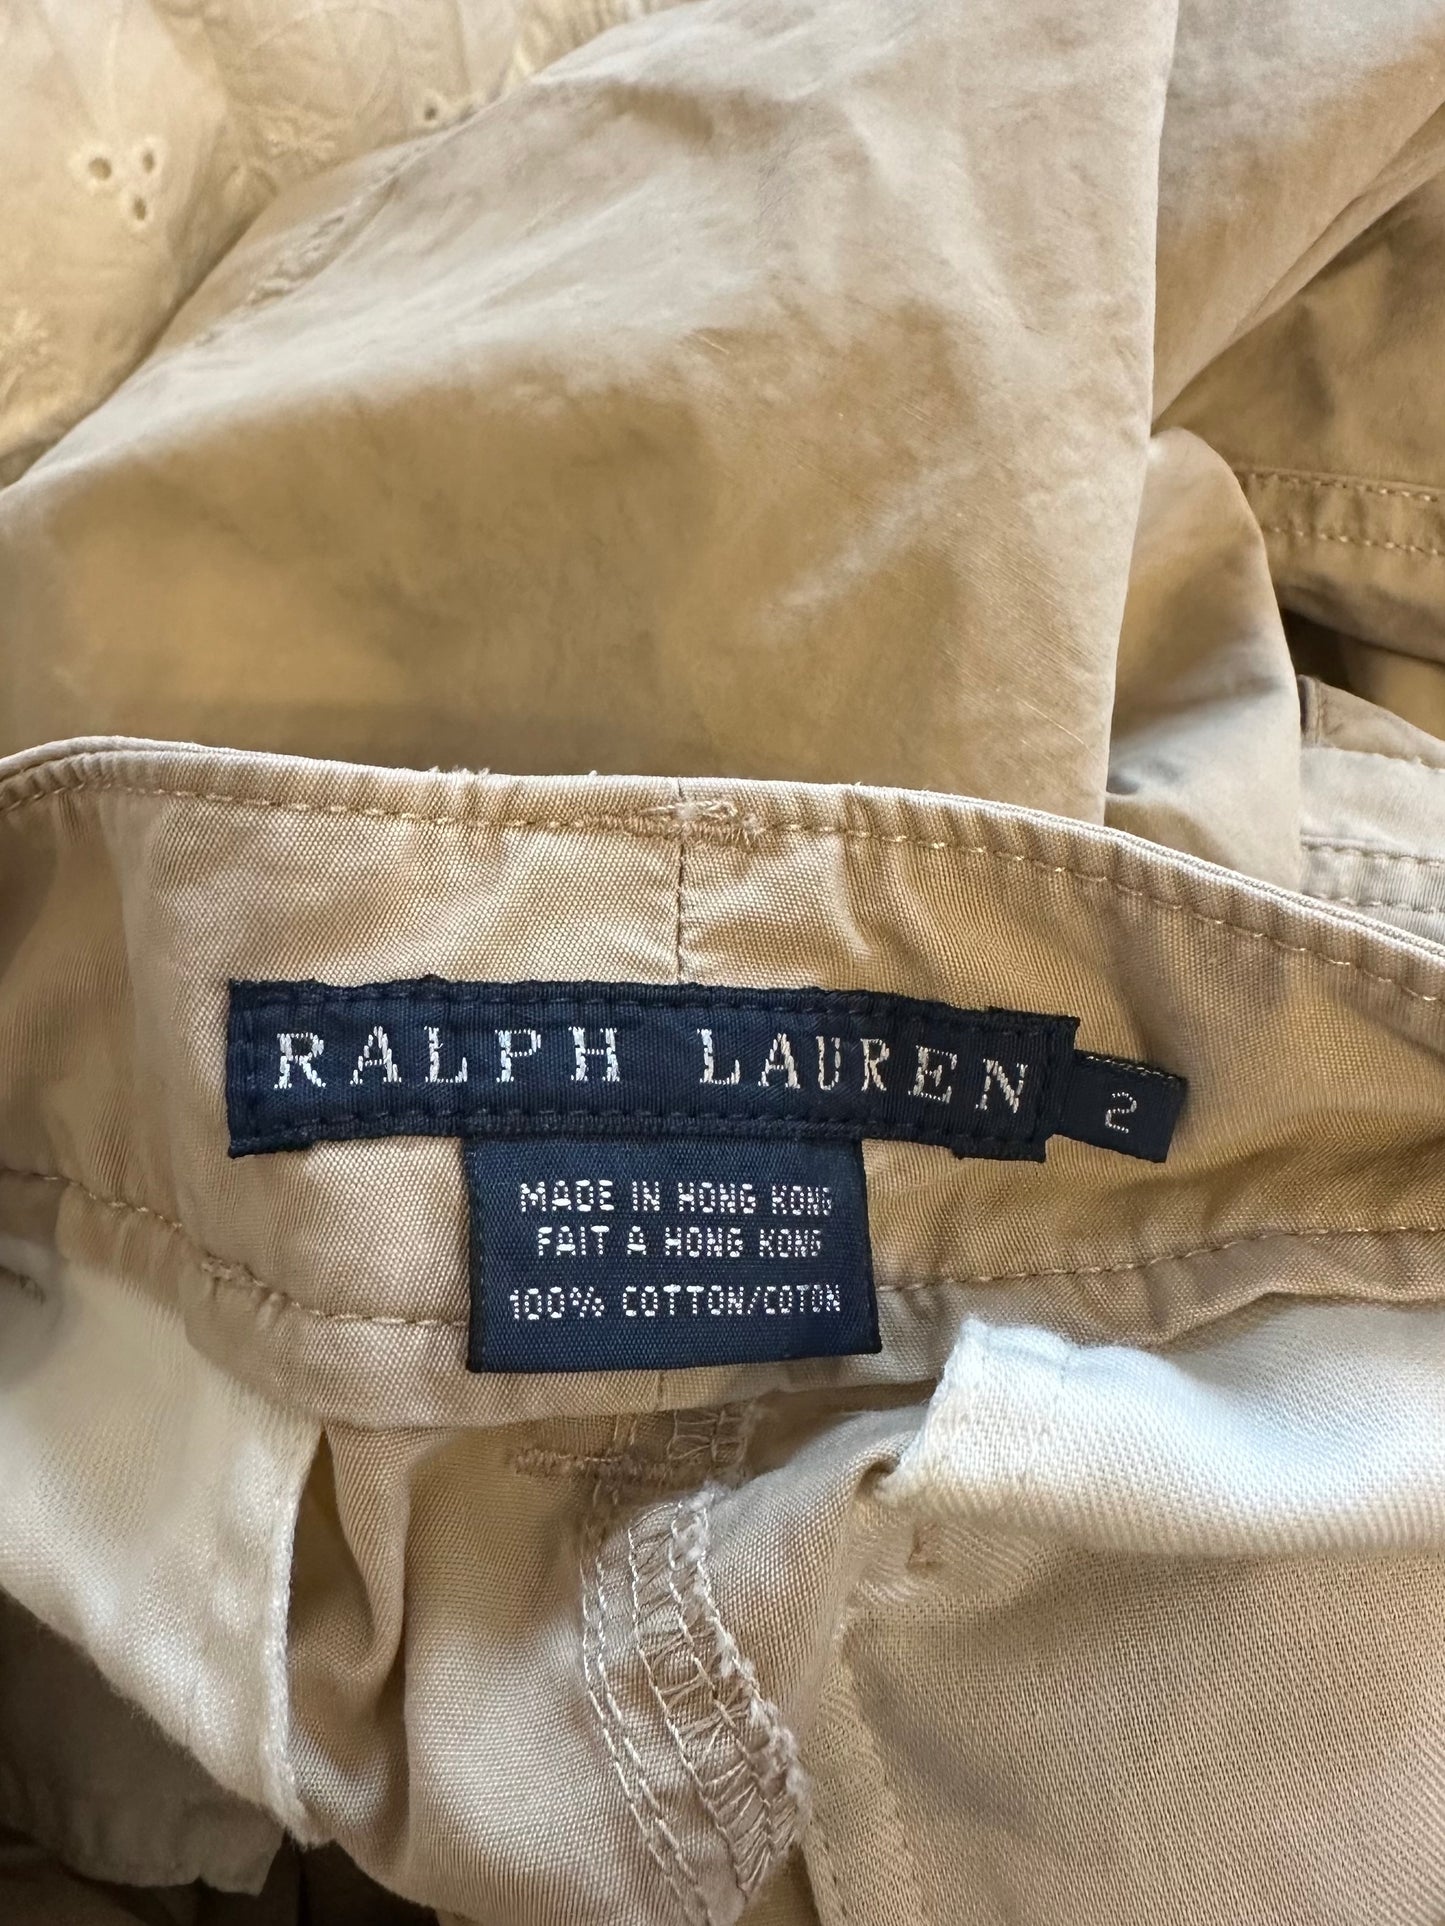 RALPH LAUREN
2
MADE IN HONG KONG
FAIT A HONG KONG
100% COTTON/COTON